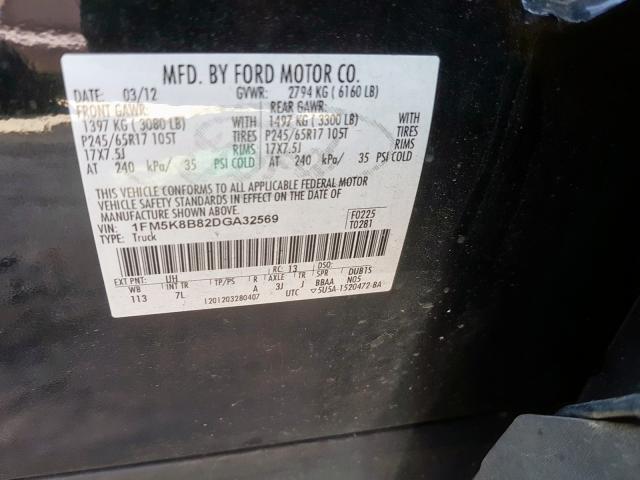 MFD. BY FORD MOTOR CO.
DATE: 03/12 GVWR: 2794 KG ( 6160 LB)
FRONT GAWR: REAR GAWR:
1397 KG ( 3080 LB) WITH 1497 KG ( 3300 LB) WITH
P245/65R17 105T TIRES P245/65R17 105T TIRES
17X7.5J RIMS 17X7.5J RIMS
AT 240 kPa/ 35 PSI COLD AT 240 kPa/ 35 PSI COLD
THIS VEHICLE CONFORMS TO ALL APPLICABLE FEDERAL MOTOR
VEHICLE SAFETY STANDARDS IN EFFECT ON THE DATE OF
MANUFACTURE SHOWN ABOVE.
VIN: 1FM5K8B82DGA32569 F0225
TYPE: Truck T0281
EXT PNT: UH RC: 13 DSO:
WB INT TR TP/PS R AXLE TR SPR DUBTS
113 7L A 3J J BBAA N05
1201203280407 UTC ▽5U5A-1520472-BA